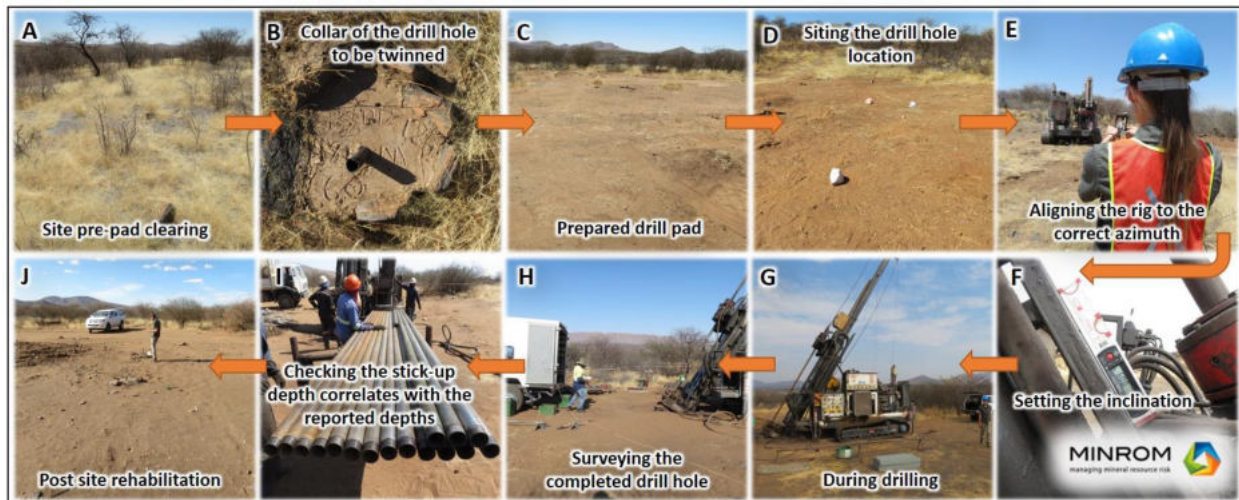 A
B
Collar of the drill hole
to be twinned
C
D
Siting the drill hole
location
E
Site pre-pad clearing
Prepared drill pad
Aligning the rig to the
correct azimuth
F
Setting the inclination
MINROM
managing mineral resource risk
G
During drilling
H
Surveying the
completed drill hole
I
Checking the stick-up
depth correlates with the
reported depths
J
Post site rehabilitation